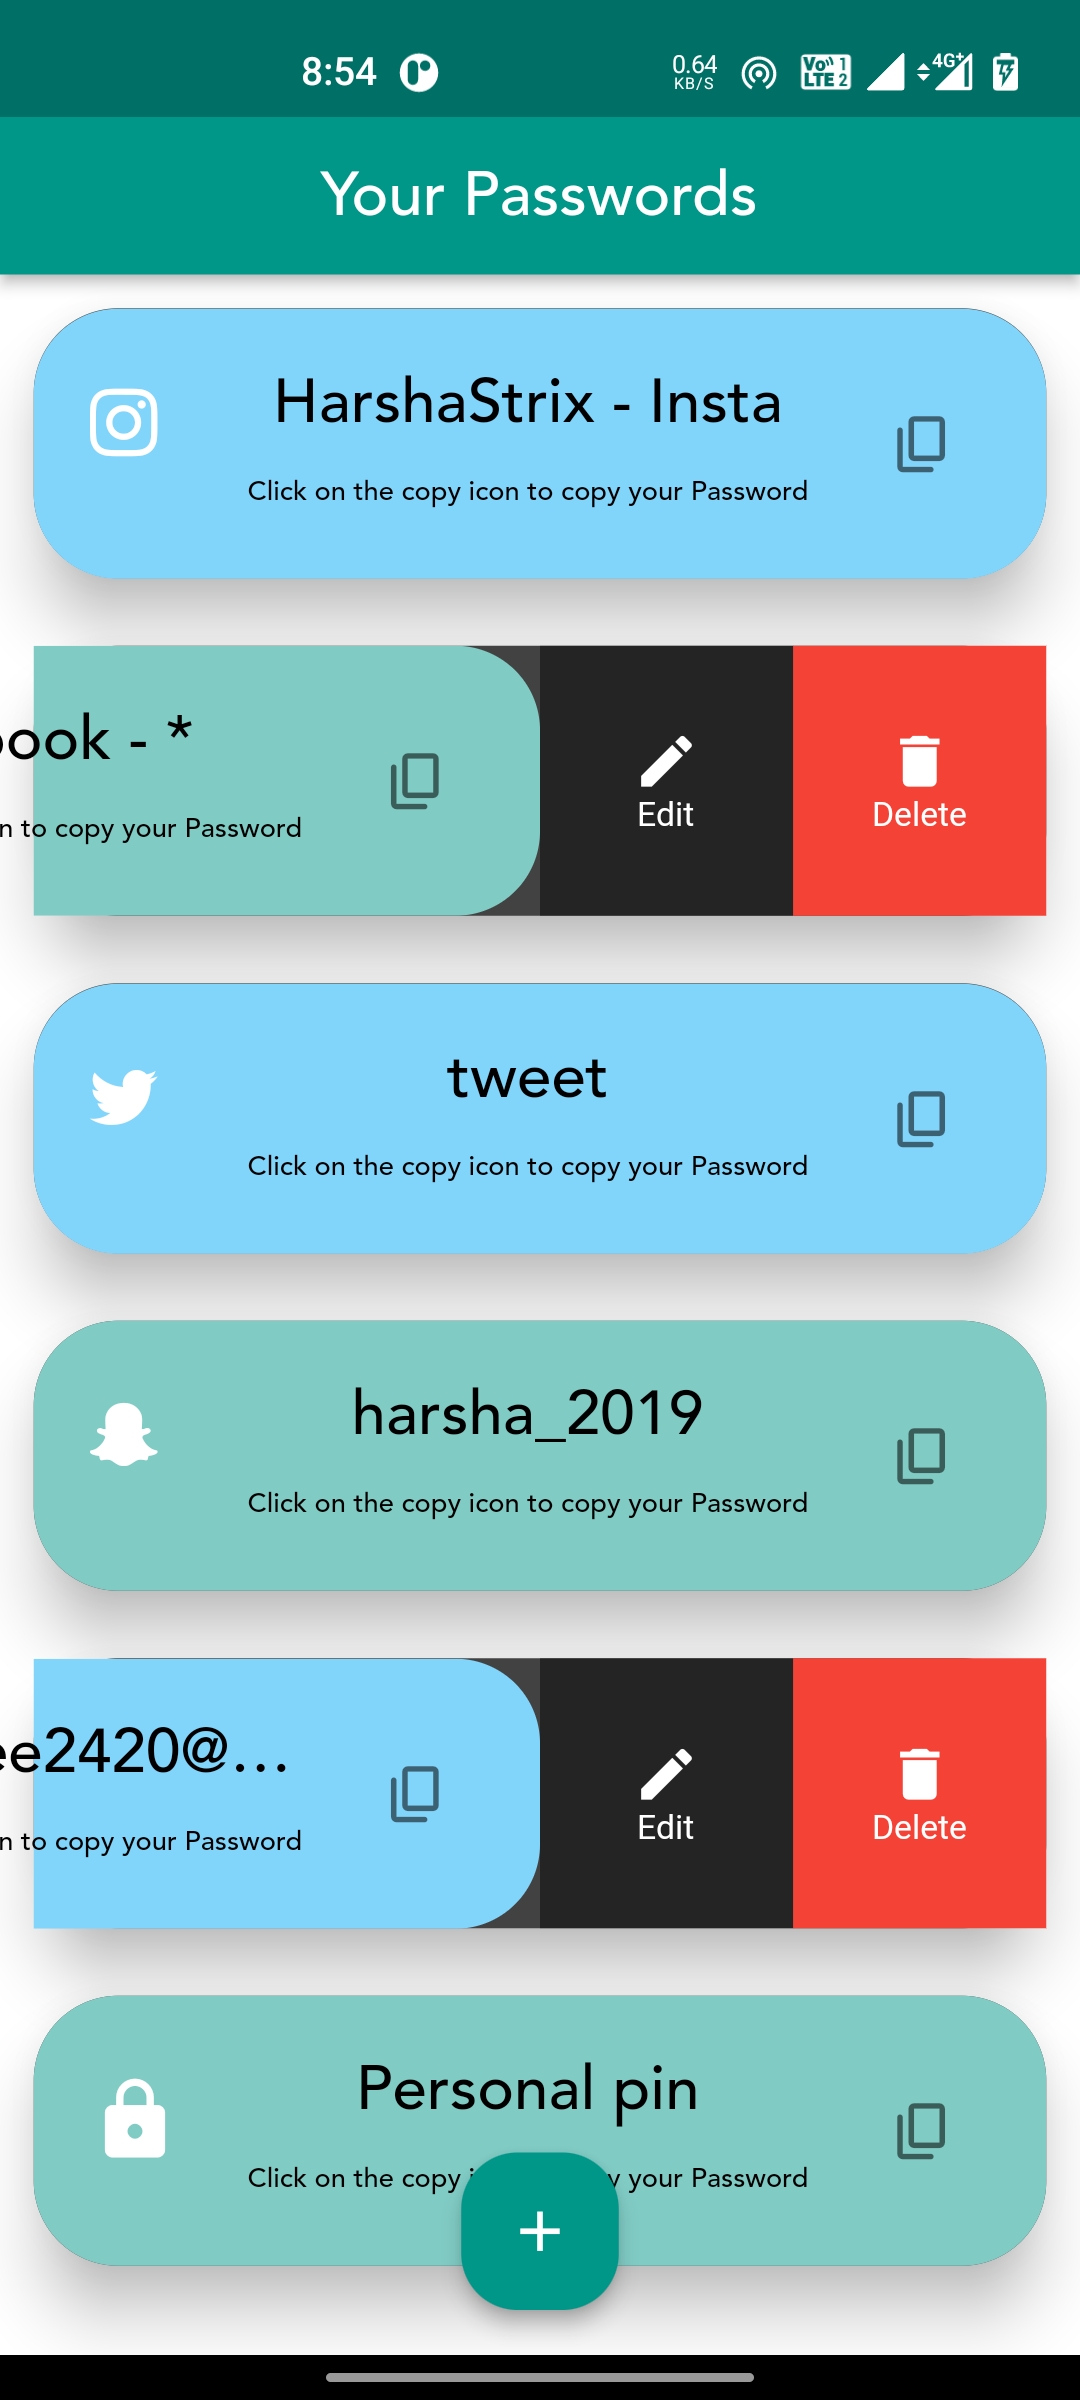 8:54 0.64 KB/S Vo LTE 1 2 4G+
Your Passwords
HarshaStrix - Insta
Click on the copy icon to copy your Password
ook - *
n to copy your Password
Edit
Delete
tweet
Click on the copy icon to copy your Password
harsha_2019
Click on the copy icon to copy your Password
ee2420@...
n to copy your Password
Edit
Delete
Personal pin
Click on the copy y your Password